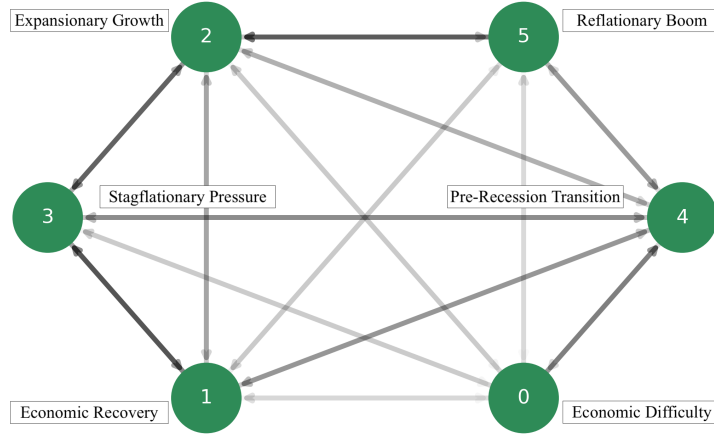 Expansionary Growth
2
5
Reflationary Boom
3
Stagflationary Pressure
Pre-Recession Transition
4
Economic Recovery
1
0
Economic Difficulty